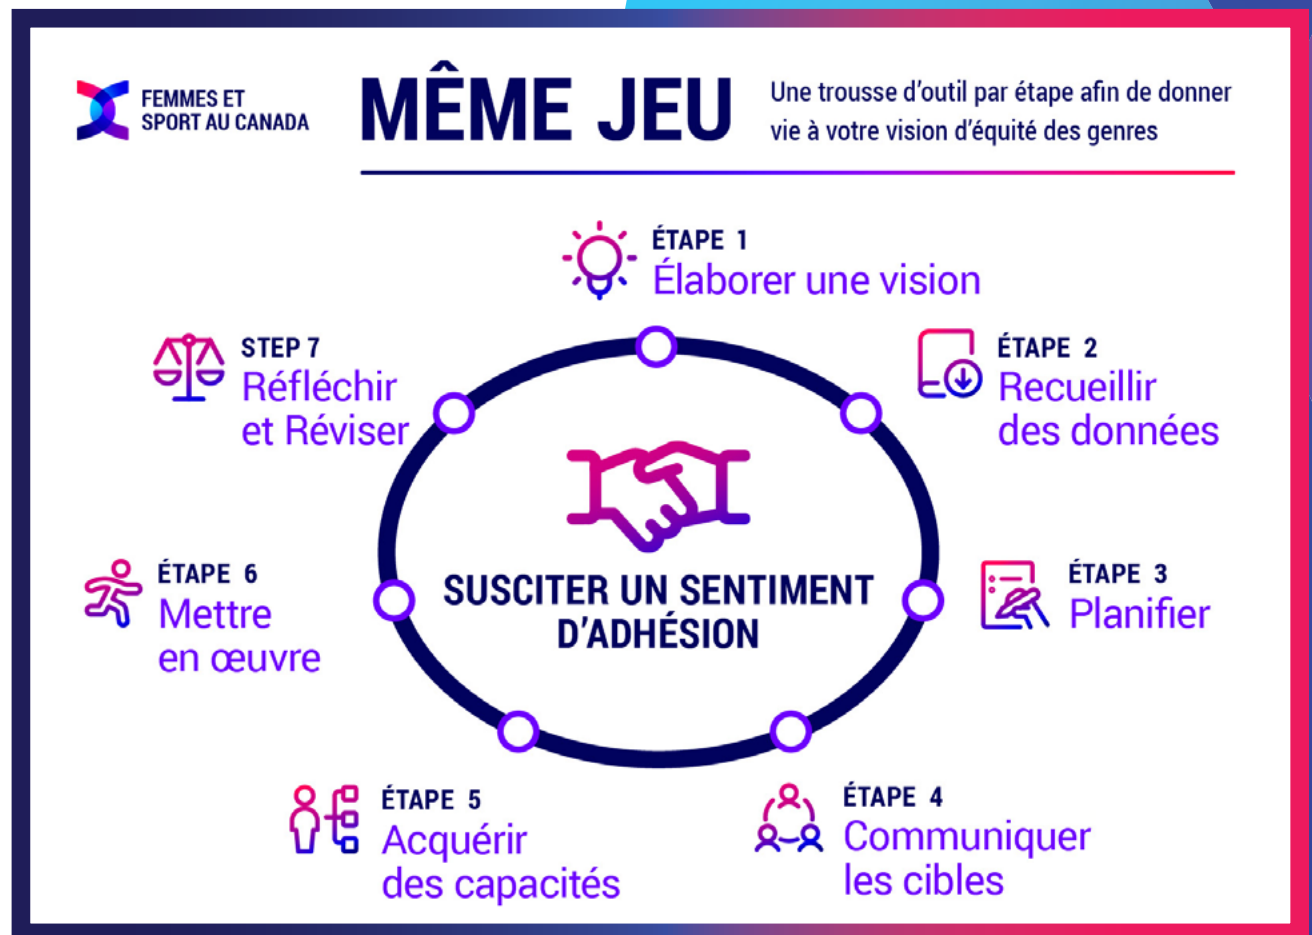 FEMMES ET
SPORT AU CANADA
MÊME JEU
Une trousse d'outil par étape afin de donner
vie à votre vision d'équité des genres
ÉTAPE 1
Élaborer une vision
ÉTAPE 2
Recueillir
des données
ÉTAPE 3
Planifier
ÉTAPE 4
Communiquer
les cibles
ÉTAPE 5
Acquérir
des capacités
ÉTAPE 6
Mettre
en œuvre
STEP 7
Réfléchir
et Réviser
SUSCITER UN SENTIMENT
D'ADHÉSION